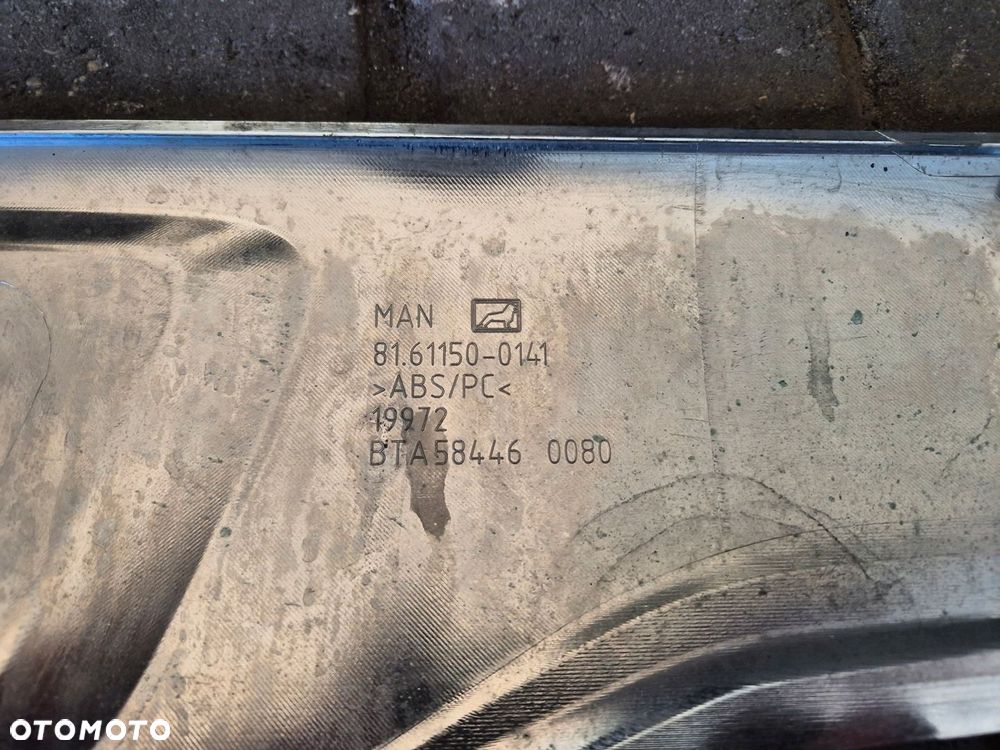 MAN
81.61150-0141
>ABS/PC<
19972
BTA58446 0080
OTOMOTO